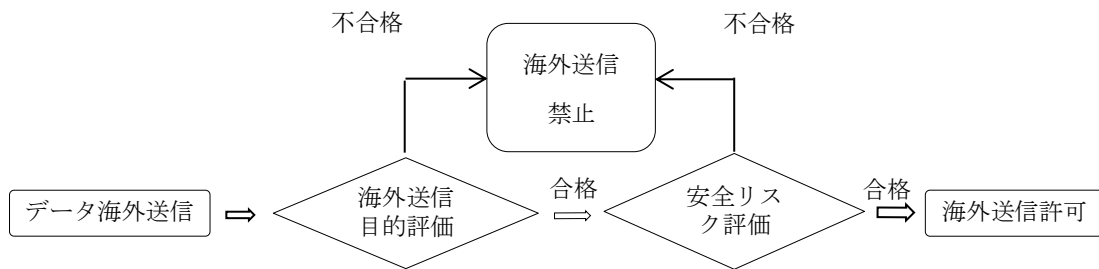 不合格
不合格
海外送信
禁止
データ海外送信
海外送信
目的評価
合格
安全リス
ク評価
合格
海外送信許可